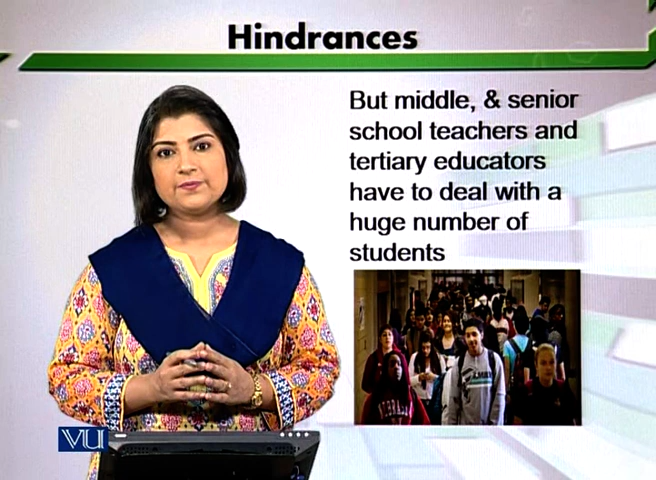 Hindrances
But middle, & senior
school teachers and
tertiary educators
have to deal with a
huge number of
students
VU